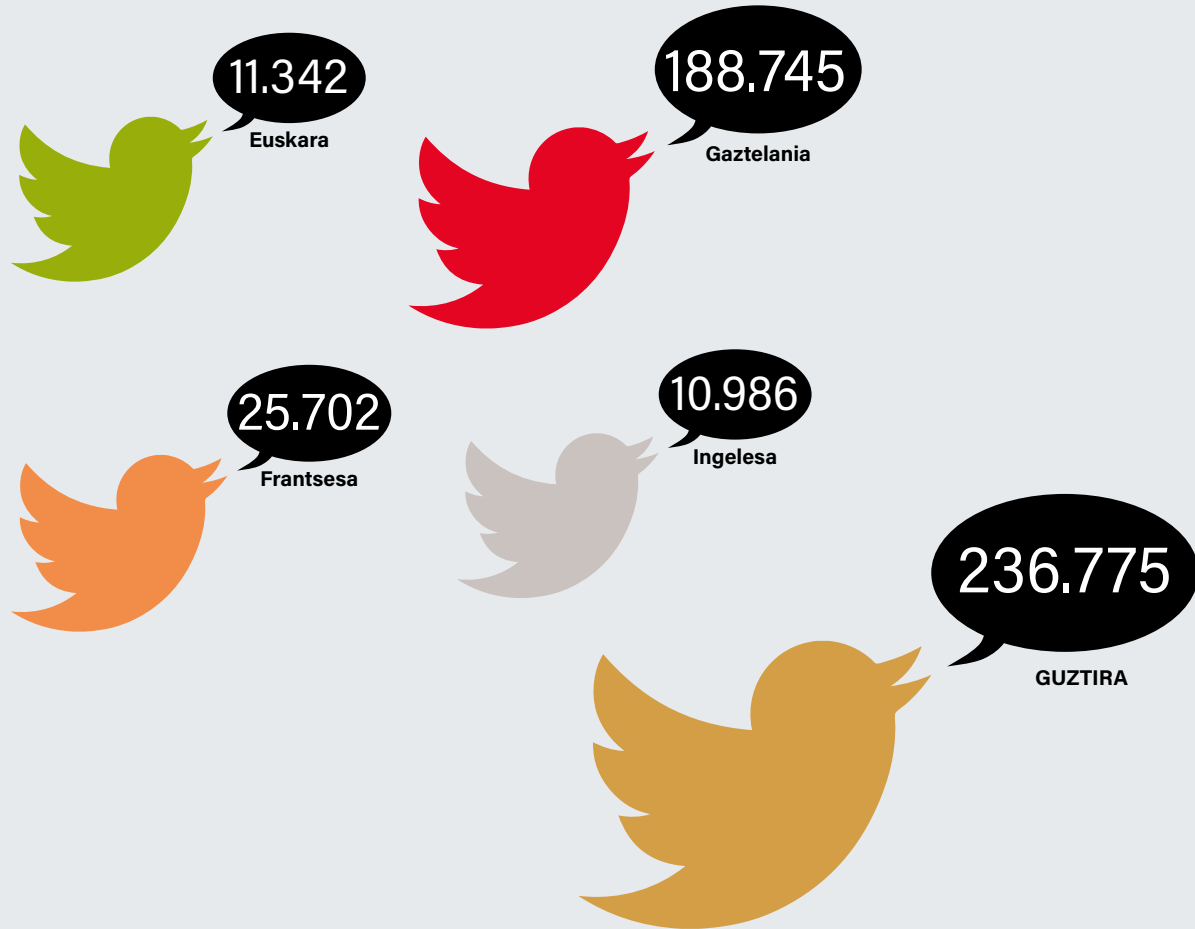 11.342
Euskara
188.745
Gaztelania
25.702
Frantsesa
10.986
Ingelesa
236.775
GUZTIRA